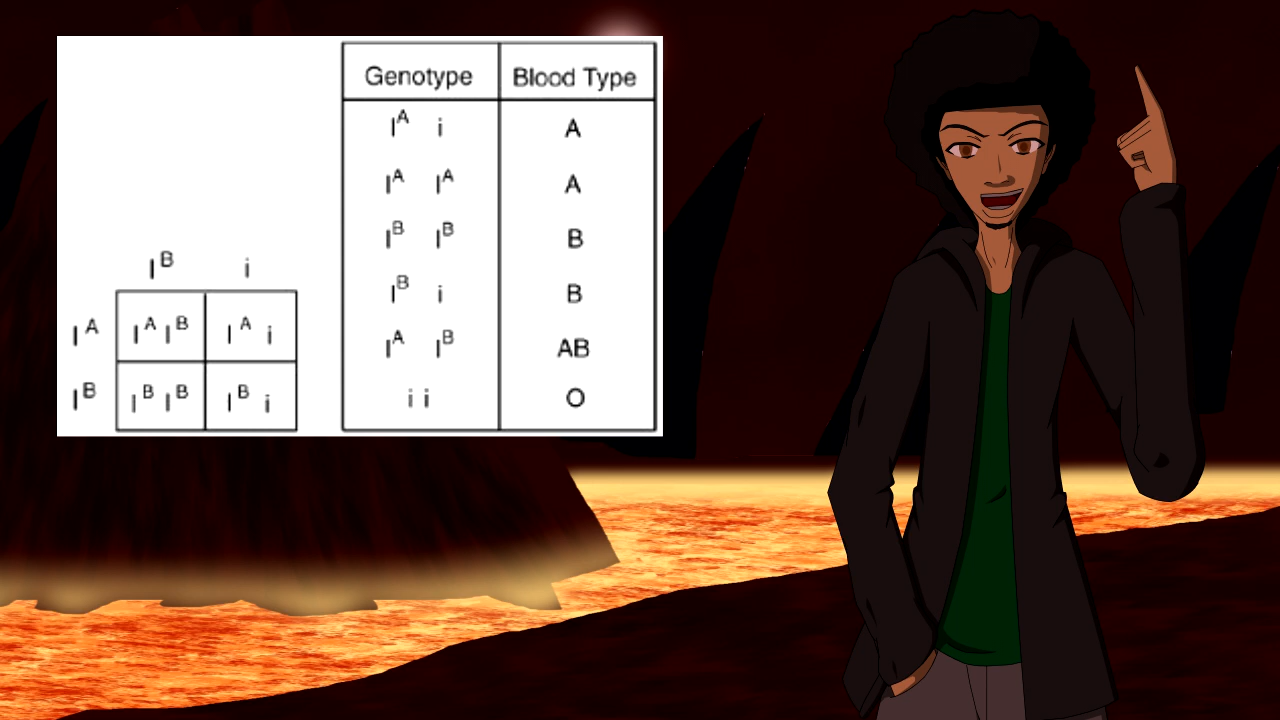 I^B i
I^A I^A I^B I^A i
I^B I^B I^B I^B i
Genotype Blood Type
I^A i A
I^A I^A A
I^B I^B B
I^B i B
I^A I^B AB
i i O